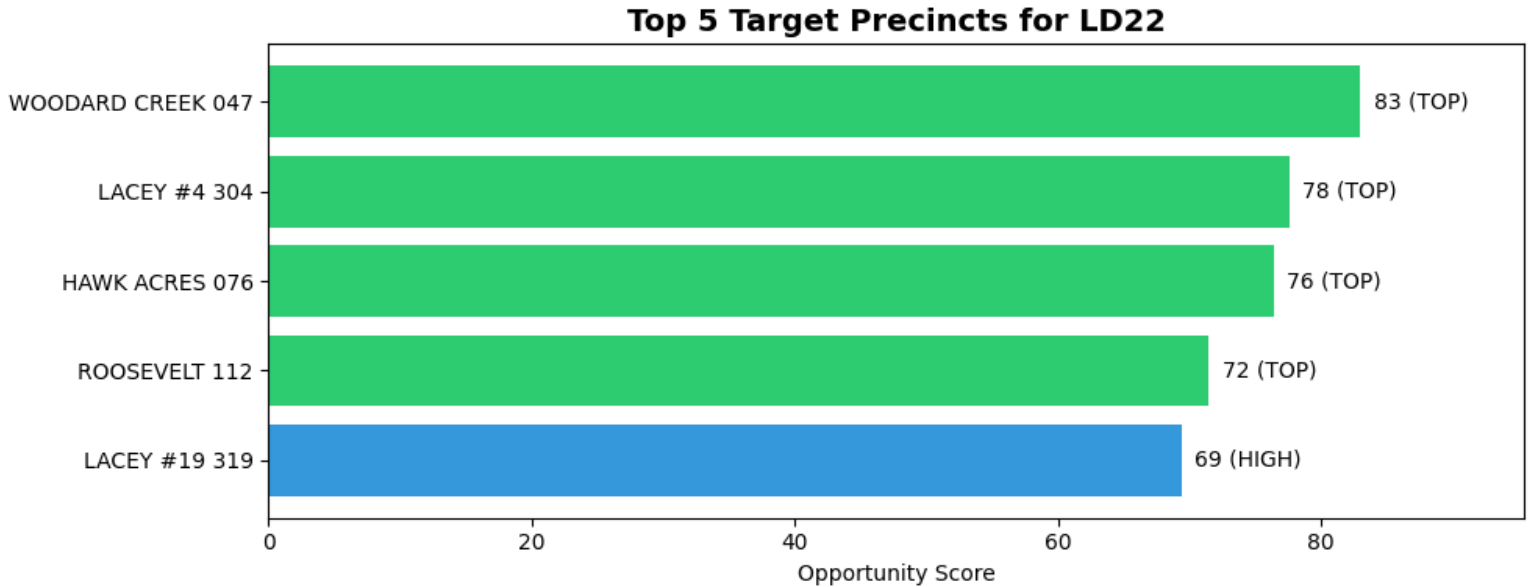 Top 5 Target Precincts for LD22
WOODARD CREEK 047
83 (TOP)
LACEY #4 304
78 (TOP)
HAWK ACRES 076
76 (TOP)
ROOSEVELT 112
72 (TOP)
LACEY #19 319
69 (HIGH)
0 20 40 60 80
Opportunity Score